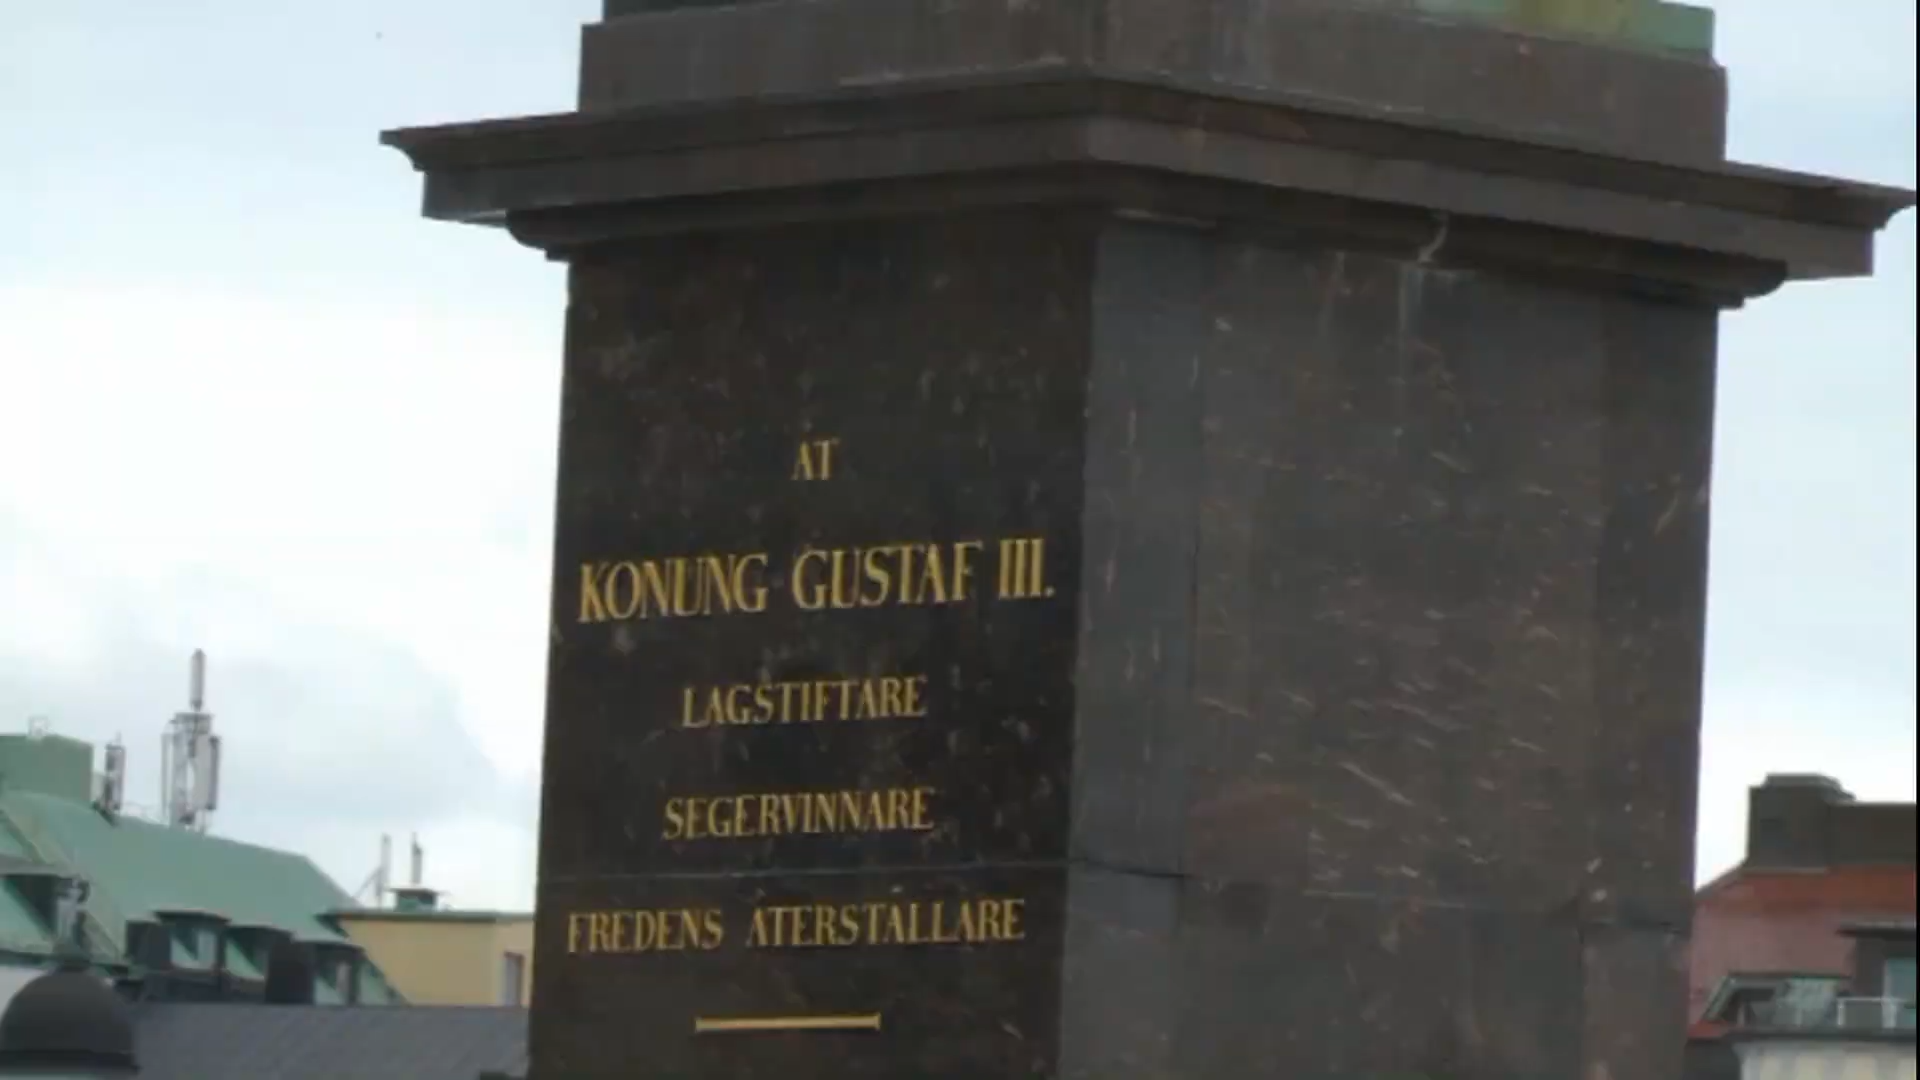 AT
KONUNG GUSTAF III.
LAGSTIFTARE
SEGERVINNARE
FREDENS ÅTERSTÄLLARE